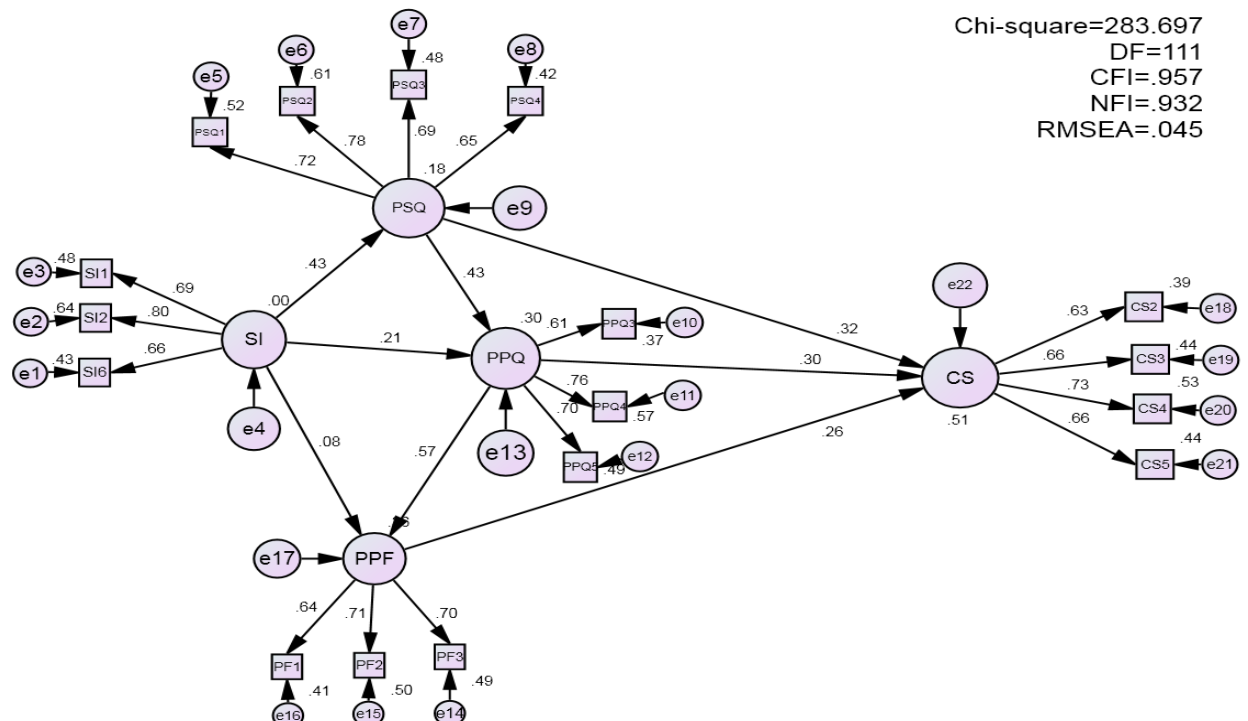 Chi-square=283.697
DF=111
CFI=.957
NFI=.932
RMSEA=.045
e7
e6
e8
e5
.48
.61
.42
.52
PSQ3
PSQ2
PSQ4
PSQ1
.78
.69
.65
.72
.18
PSQ
e9
.43
.43
e3
.48
SI1
.69
.00
e22
.39
.63
CS2
e18
e2
.64
SI2
.80
SI
.21
PPQ
.30
.61
PPQ3
e10
.37
.32
.30
CS
.66
.44
CS3
e19
e1
.43
SI6
.66
.76
PPQ4
e11
.57
.70
.73
.53
CS4
e20
.51
e4
.08
.57
e13
PPQ5
e12
.49
.26
.66
.44
CS5
e21
e17
PPF
.64
.71
.70
PF1
PF2
PF3
.41
.50
.49
e16
e15
e14